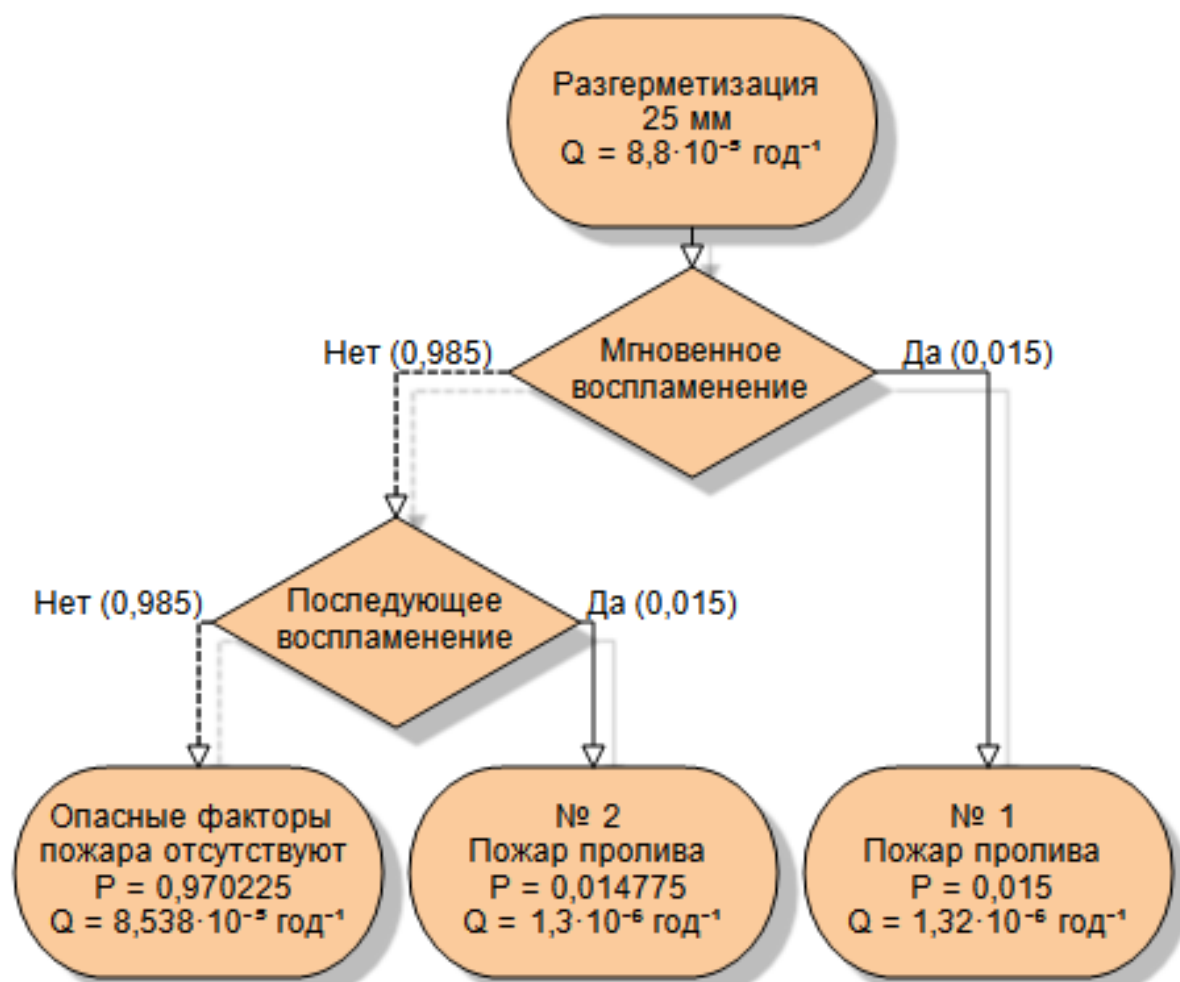 Разгерметизация
25 мм
Q = 8,8·10⁻⁵ год⁻¹
Нет (0,985)
Мгновенное
воспламенение
Да (0,015)
Нет (0,985)
Последующее
воспламенение
Да (0,015)
Опасные факторы
пожара отсутствуют
P = 0,970225
Q = 8,538·10⁻⁵ год⁻¹
№ 2
Пожар пролива
P = 0,014775
Q = 1,3·10⁻⁶ год⁻¹
№ 1
Пожар пролива
P = 0,015
Q = 1,32·10⁻⁶ год⁻¹